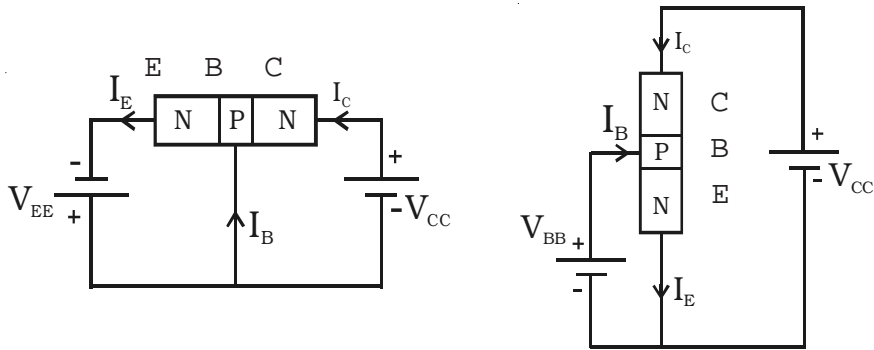 E B C
I_E N P N I_C
- +
V_EE + - V_CC
I_B
I_C
N C
I_B P B
+
- V_CC
N E
V_BB +
-
I_E